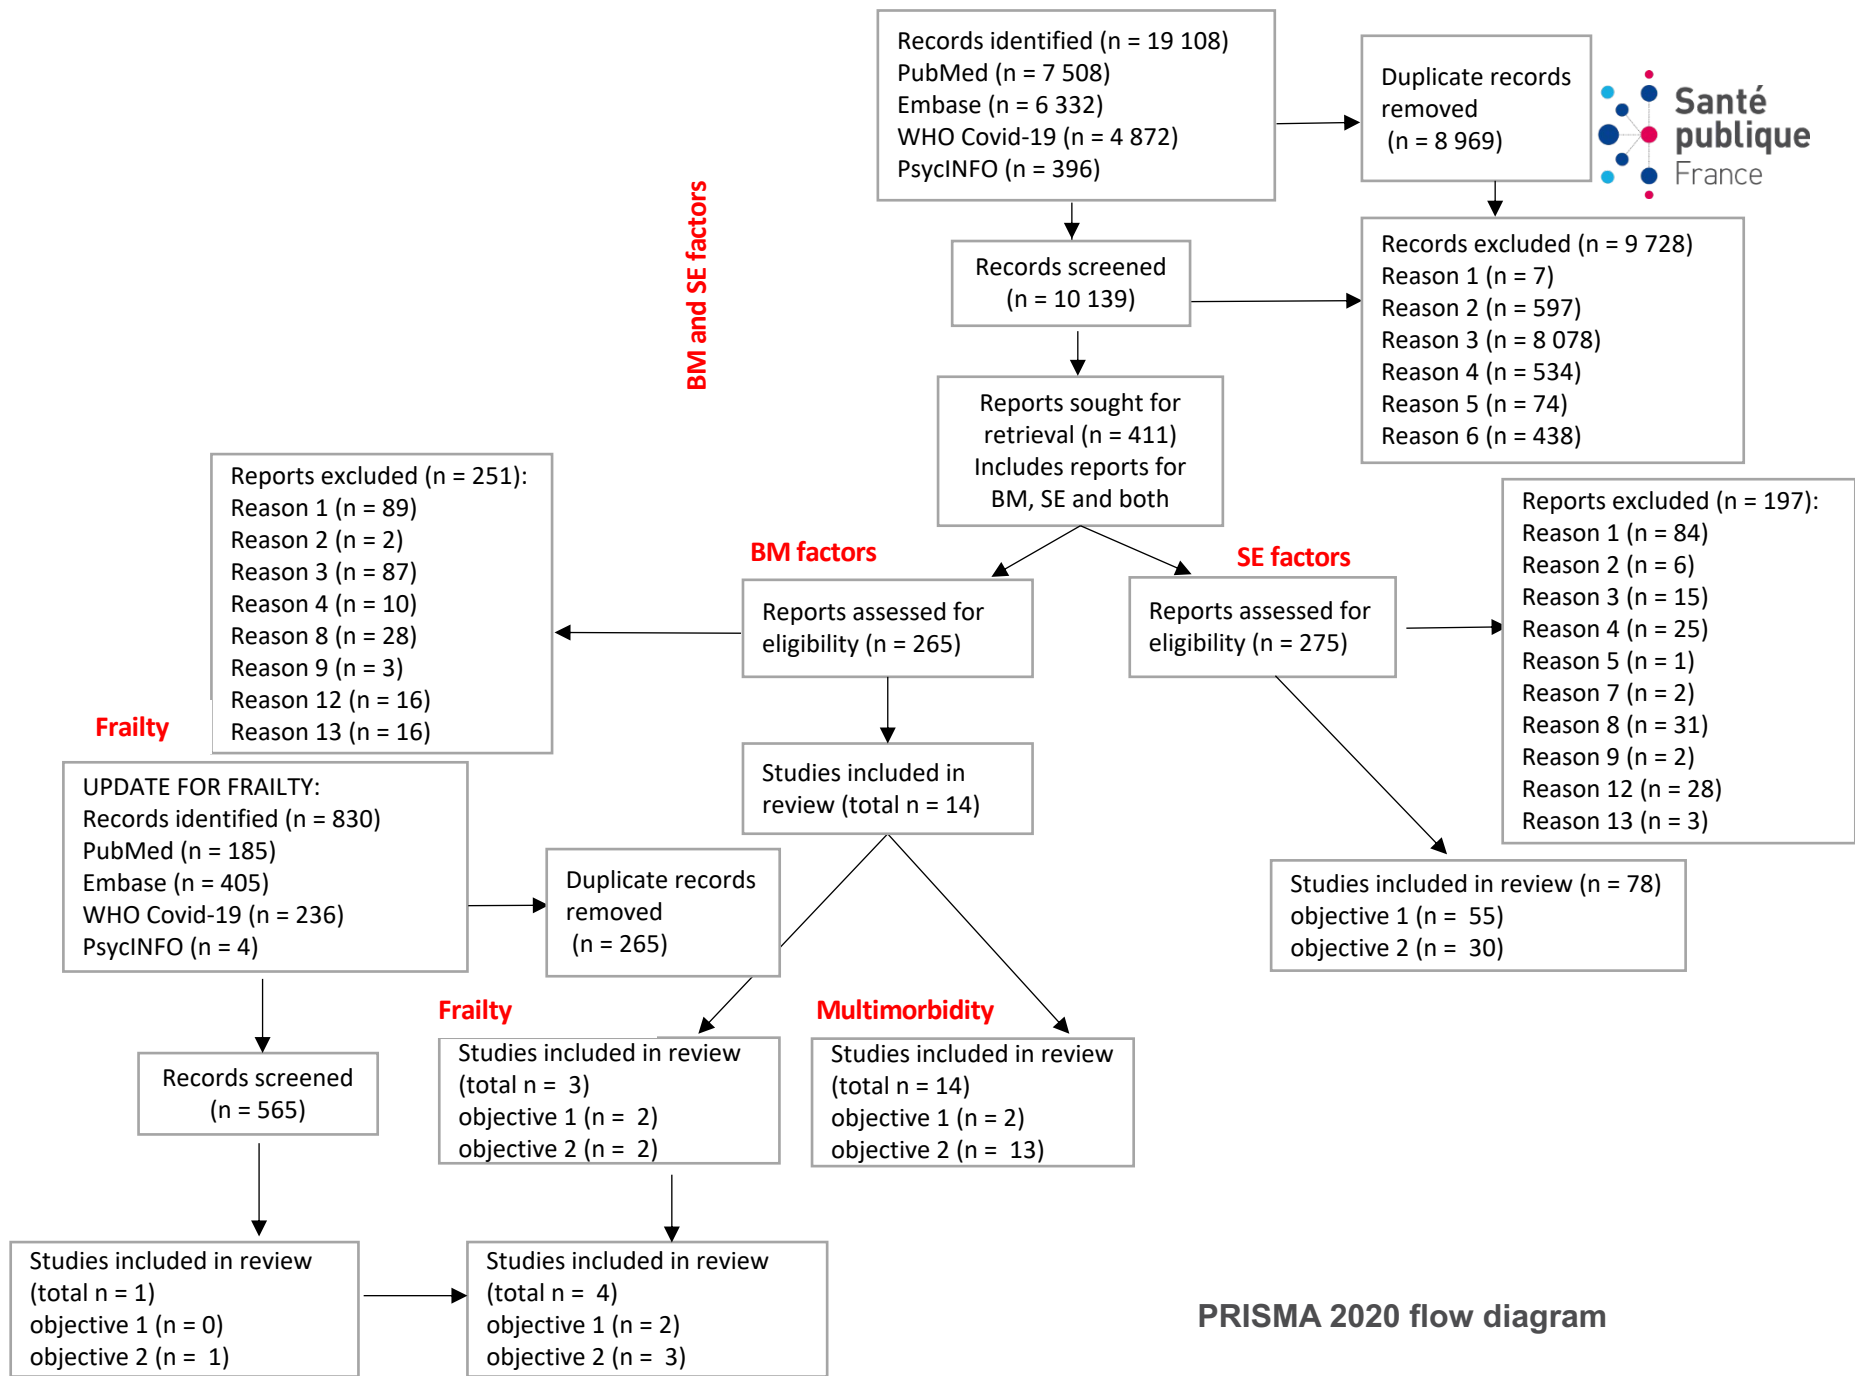 Records identified (n = 19 108)
PubMed (n = 7 508)
Embase (n = 6 332)
WHO Covid-19 (n = 4 872)
PsycINFO (n = 396)
Duplicate records
removed
(n = 8 969)
Santé
publique
France
BM and SE factors
Records screened
(n = 10 139)
Records excluded (n = 9 728)
Reason 1 (n = 7)
Reason 2 (n = 597)
Reason 3 (n = 8 078)
Reason 4 (n = 534)
Reason 5 (n = 74)
Reason 6 (n = 438)
Reports sought for
retrieval (n = 411)
Includes reports for
BM, SE and both
Reports excluded (n = 251):
Reason 1 (n = 89)
Reason 2 (n = 2)
Reason 3 (n = 87)
Reason 4 (n = 10)
Reason 8 (n = 28)
Reason 9 (n = 3)
Reason 12 (n = 16)
Reason 13 (n = 16)
BM factors
Reports assessed for
eligibility (n = 265)
SE factors
Reports assessed for
eligibility (n = 275)
Reports excluded (n = 197):
Reason 1 (n = 84)
Reason 2 (n = 6)
Reason 3 (n = 15)
Reason 4 (n = 25)
Reason 5 (n = 1)
Reason 7 (n = 2)
Reason 8 (n = 31)
Reason 9 (n = 2)
Reason 12 (n = 28)
Reason 13 (n = 3)
Frailty
UPDATE FOR FRAILTY:
Records identified (n = 830)
PubMed (n = 185)
Embase (n = 405)
WHO Covid-19 (n = 236)
PsycINFO (n = 4)
Duplicate records
removed
(n = 265)
Studies included in
review (total n = 14)
Studies included in review (n = 78)
objective 1 (n = 55)
objective 2 (n = 30)
Frailty
Studies included in review
(total n = 3)
objective 1 (n = 2)
objective 2 (n = 2)
Multimorbidity
Studies included in review
(total n = 14)
objective 1 (n = 2)
objective 2 (n = 13)
Records screened
(n = 565)
Studies included in review
(total n = 1)
objective 1 (n = 0)
objective 2 (n = 1)
Studies included in review
(total n = 4)
objective 1 (n = 2)
objective 2 (n = 3)
PRISMA 2020 flow diagram